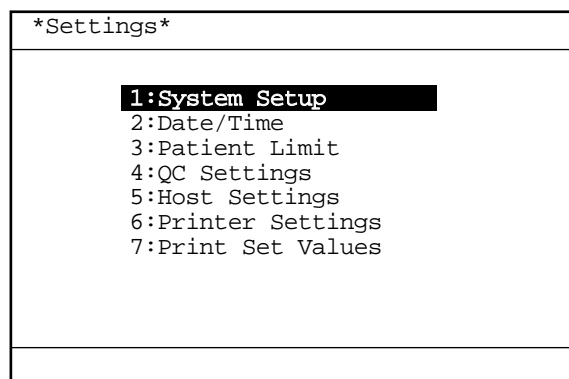 *Settings*
1:System Setup
2:Date/Time
3:Patient Limit
4:QC Settings
5:Host Settings
6:Printer Settings
7:Print Set Values